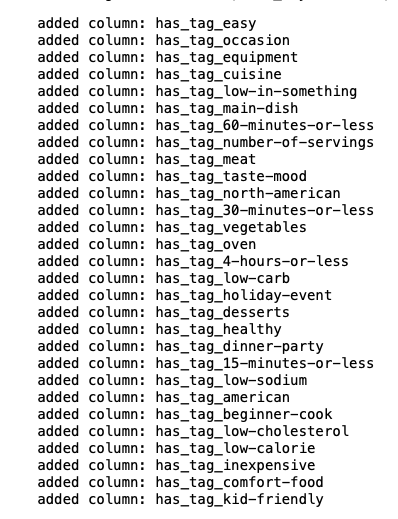 added column: has_tag_easy
added column: has_tag_occasion
added column: has_tag_equipment
added column: has_tag_cuisine
added column: has_tag_low-in-something
added column: has_tag_main-dish
added column: has_tag_60-minutes-or-less
added column: has_tag_number-of-servings
added column: has_tag_meat
added column: has_tag_taste-mood
added column: has_tag_north-american
added column: has_tag_30-minutes-or-less
added column: has_tag_vegetables
added column: has_tag_oven
added column: has_tag_4-hours-or-less
added column: has_tag_low-carb
added column: has_tag_holiday-event
added column: has_tag_desserts
added column: has_tag_healthy
added column: has_tag_dinner-party
added column: has_tag_15-minutes-or-less
added column: has_tag_low-sodium
added column: has_tag_american
added column: has_tag_beginner-cook
added column: has_tag_low-cholesterol
added column: has_tag_low-calorie
added column: has_tag_inexpensive
added column: has_tag_comfort-food
added column: has_tag_kid-friendly